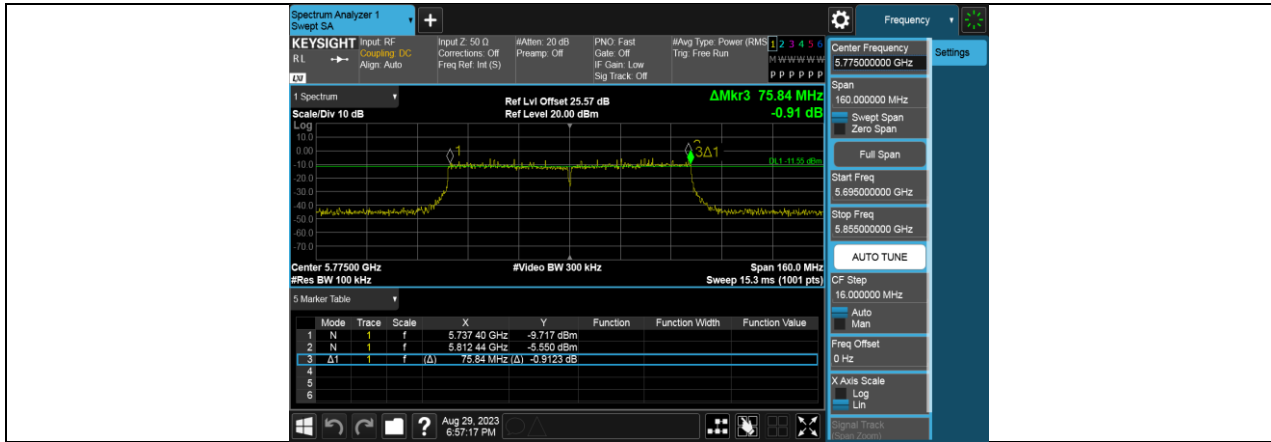 Spectrum Analyzer 1
Swept SA
+
Frequency
KEYSIGHT
Input: RF
Input Z: 50 Ω
#Atten: 20 dB
PNO: Fast
#Avg Type: Power (RMS
1 2 3 4 5 6
RL
Coupling: DC
Corrections: Off
Preamp: Off
Gate: Off
Trig: Free Run
Align: Auto
Freq Ref: Int (S)
IF Gain: Low
M W W W W W
Sig Track: Off
P P P P P P
LXI
1 Spectrum
Ref Lvl Offset 25.57 dB
ΔMkr3 75.84 MHz
Scale/Div 10 dB
Ref Level 20.00 dBm
-0.91 dB
Log
10.0
0.00
-10.0
-20.0
-30.0
-40.0
-50.0
-60.0
-70.0
1
3Δ1
DL1 -11.55 dBm
Center 5.77500 GHz
#Video BW 300 kHz
Span 160.0 MHz
#Res BW 100 kHz
Sweep 15.3 ms (1001 pts)
5 Marker Table
Mode Trace Scale X Y Function Function Width Function Value
1 N 1 f 5.737 40 GHz -9.717 dBm
2 N 1 f 5.812 44 GHz -5.550 dBm
3 Δ1 1 f (Δ) 75.84 MHz (Δ) -0.9123 dB
4
5
6
?
Aug 29, 2023
6:57:17 PM
Center Frequency
5.775000000 GHz
Settings
Span
160.000000 MHz
Swept Span
Zero Span
Full Span
Start Freq
5.695000000 GHz
Stop Freq
5.855000000 GHz
AUTO TUNE
CF Step
16.000000 MHz
Auto
Man
Freq Offset
0 Hz
X Axis Scale
Log
Lin
Signal Track
(Span Zoom)